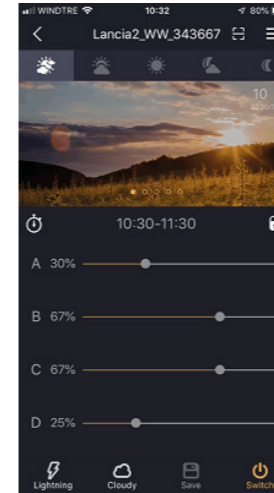 WINDTRE 10:32 80%
Lancia2_WW_343667
10
10:30-11:30
A 30%
B 67%
C 67%
D 25%
Lightning Cloudy Save Switch